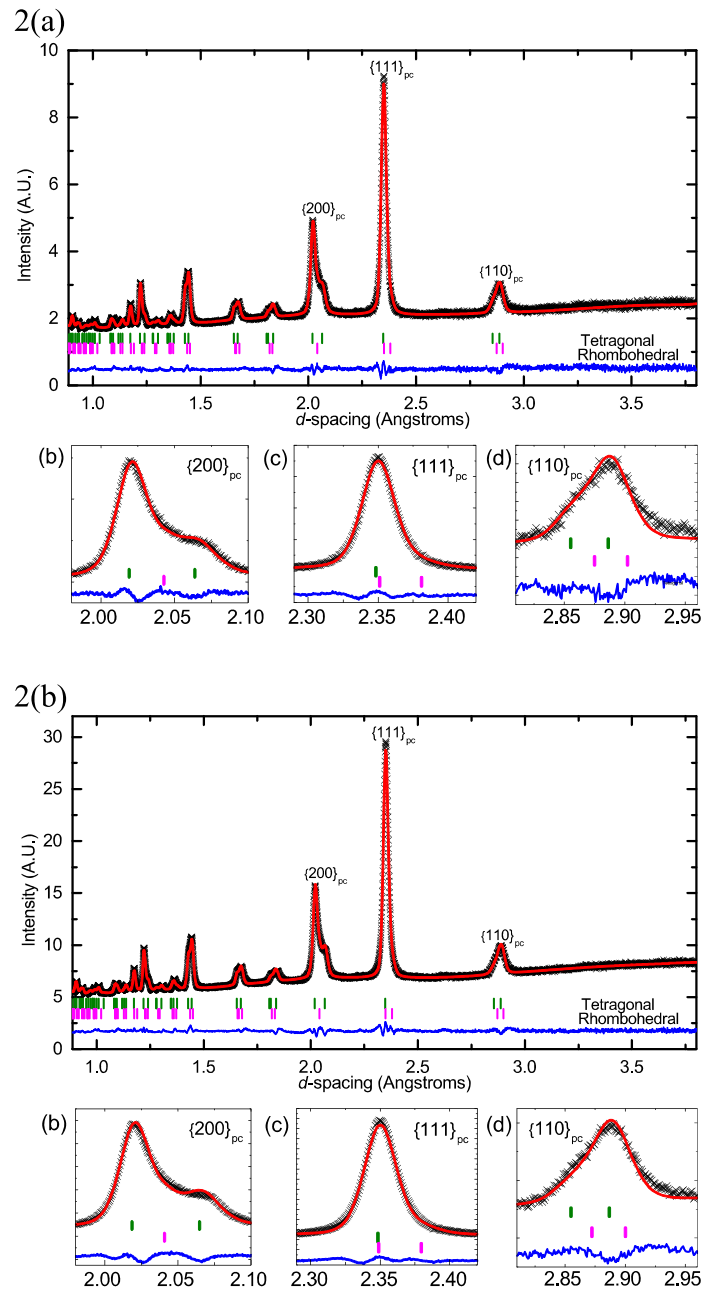 2(a)
10
8
6
4
2
0
Intensity (A.U.)
{111}pc
{200}pc
{110}pc
Tetragonal
Rhombohedral
1.0 1.5 2.0 2.5 3.0 3.5
d-spacing (Angstroms)
(b) {200}pc
2.00 2.05 2.10
(c) {111}pc
2.30 2.35 2.40
(d) {110}pc
2.85 2.90 2.95
2(b)
30
25
20
15
10
5
0
Intensity (A.U.)
{111}pc
{200}pc
{110}pc
Tetragonal
Rhombohedral
1.0 1.5 2.0 2.5 3.0 3.5
d-spacing (Angstroms)
(b) {200}pc
2.00 2.05 2.10
(c) {111}pc
2.30 2.35 2.40
(d) {110}pc
2.85 2.90 2.95